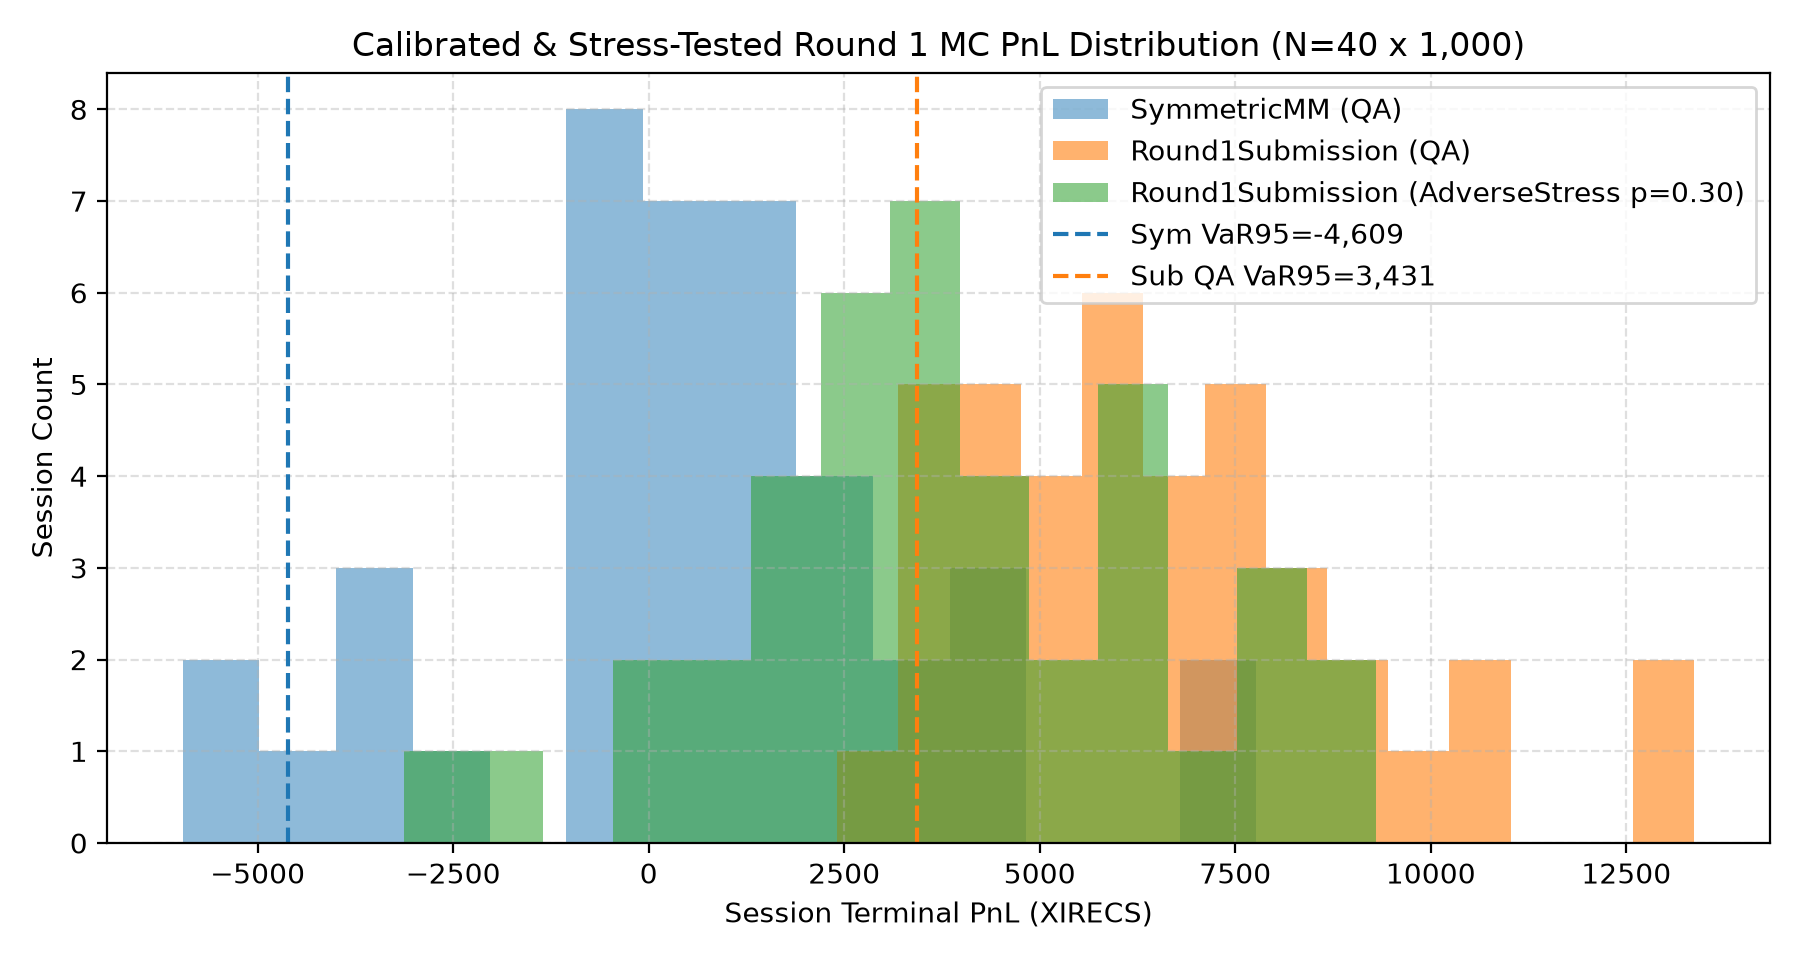 Calibrated & Stress-Tested Round 1 MC PnL Distribution (N=40 x 1,000)
SymmetricMM (QA)
Round1Submission (QA)
Round1Submission (AdverseStress p=0.30)
Sym VaR95=-4,609
Sub QA VaR95=3,431
Session Count
8
7
6
5
4
3
2
1
0
−5000
−2500
0
2500
5000
7500
10000
12500
Session Terminal PnL (XIRECS)